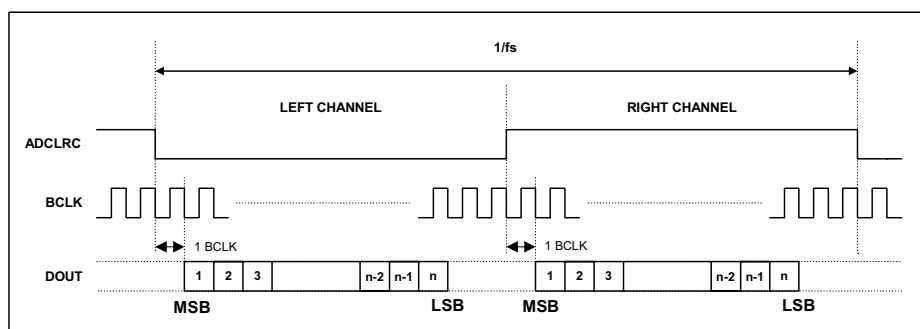 1/fs
LEFT CHANNEL RIGHT CHANNEL
ADCLRC
BCLK
1 BCLK 1 BCLK
DOUT 1 2 3 n-2 n-1 n 1 2 3 n-2 n-1 n
MSB LSB MSB LSB